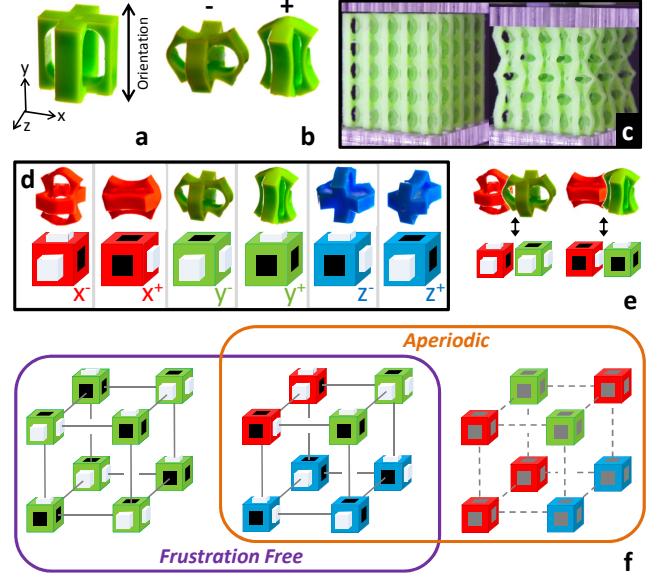 y
x
z
Orientation
a
-
+
b
c
d
x-
x+
y-
y+
z-
z+
e
Aperiodic
Frustration Free
f